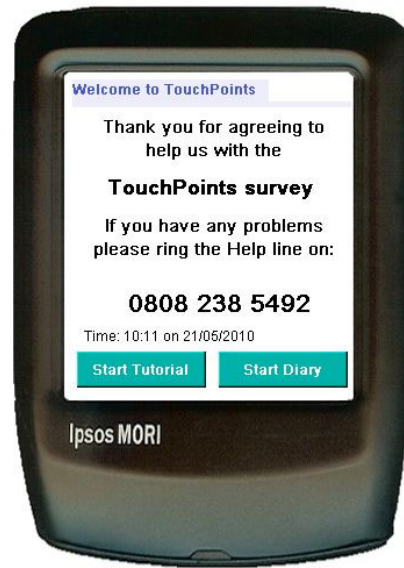 Welcome to TouchPoints
Thank you for agreeing to
help us with the
TouchPoints survey
If you have any problems
please ring the Help line on:
0808 238 5492
Time: 10:11 on 21/05/2010
Start Tutorial
Start Diary
Ipsos MORI